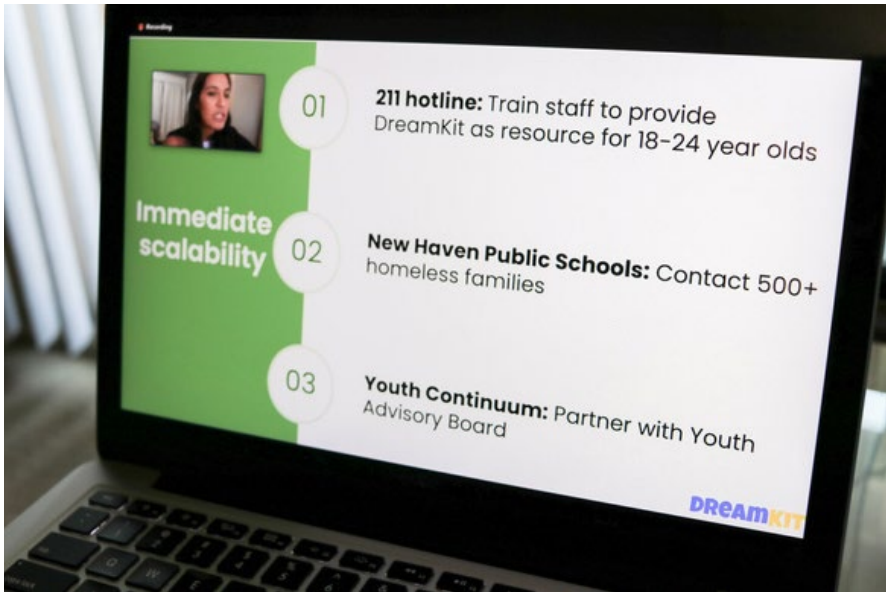 Recording
Immediate
scalability
01
211 hotline: Train staff to provide
DreamKit as resource for 18-24 year olds
02
New Haven Public Schools: Contact 500+
homeless families
03
Youth Continuum: Partner with Youth
Advisory Board
DReamKIT